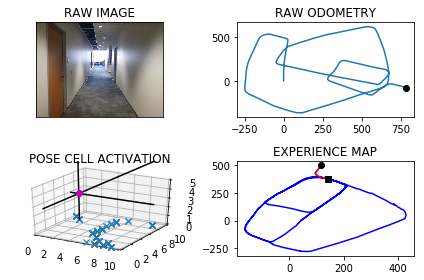 RAW IMAGE
RAW ODOMETRY
500
0
−250 0 250 500 750
POSE CELL ACTIVATION
5
4
3
2
1
0
0 2 4 6 8 10
0 2 4 6 8 10
EXPERIENCE MAP
500
250
0
−250
0 200 400